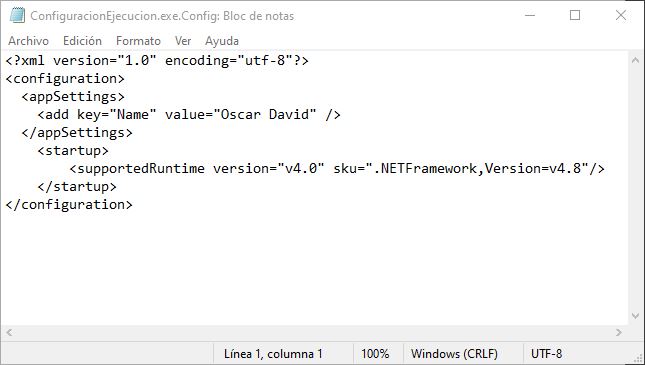 ConfiguracionEjecucion.exe.Config: Bloc de notas
Archivo Edición Formato Ver Ayuda
<?xml version="1.0" encoding="utf-8"?>
<configuration>
  <appSettings>
    <add key="Name" value="Oscar David" />
  </appSettings>
    <startup>
        <supportedRuntime version="v4.0" sku=".NETFramework,Version=v4.8"/>
    </startup>
</configuration>
Línea 1, columna 1 100% Windows (CRLF) UTF-8